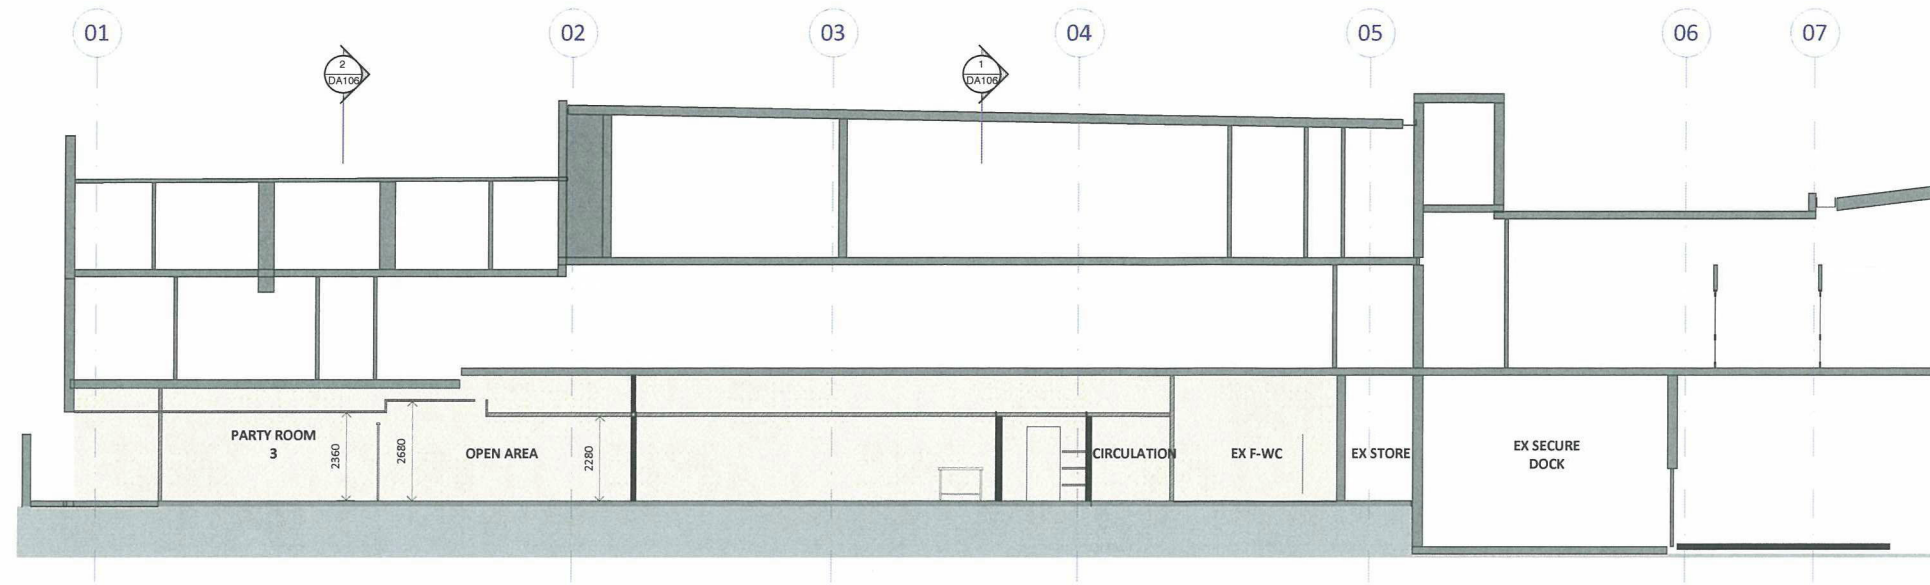 01
02
03
04
05
06
07
2
DA106
1
DA106
PARTY ROOM
3
2360
2680
OPEN AREA
2280
CIRCULATION
EX F-WC
EX STORE
EX SECURE
DOCK